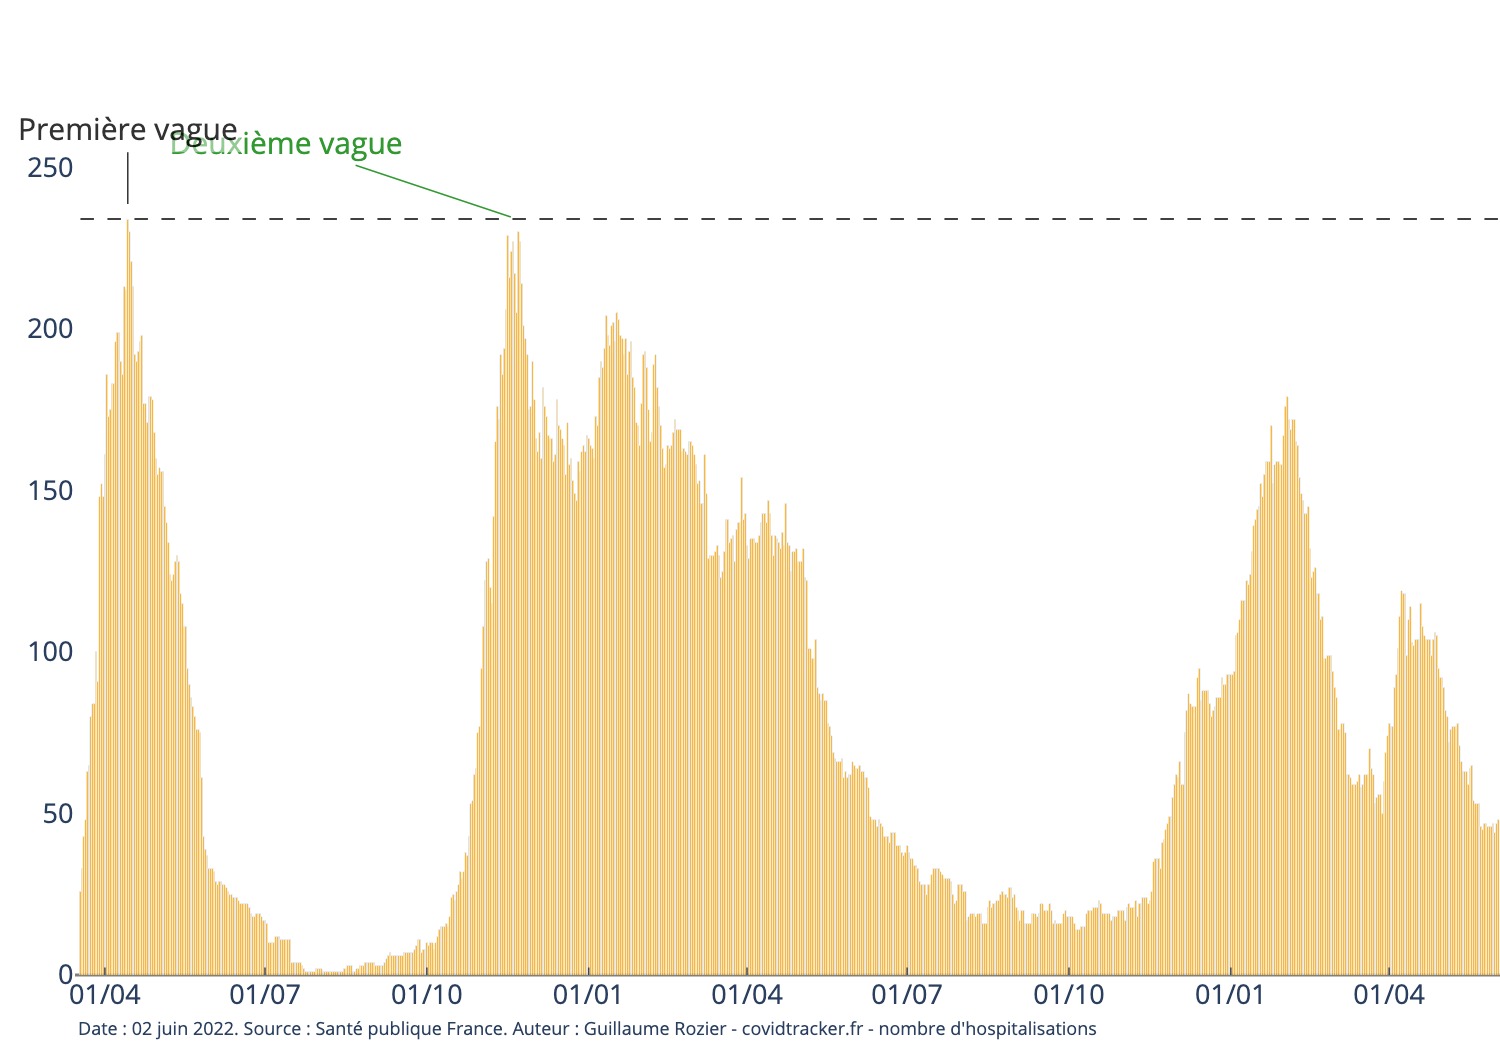 Première vague
Deuxième vague
250
200
150
100
50
0
01/04 01/07 01/10 01/01 01/04 01/07 01/10 01/01 01/04
Date : 02 juin 2022. Source : Santé publique France. Auteur : Guillaume Rozier - covidtracker.fr - nombre d'hospitalisations